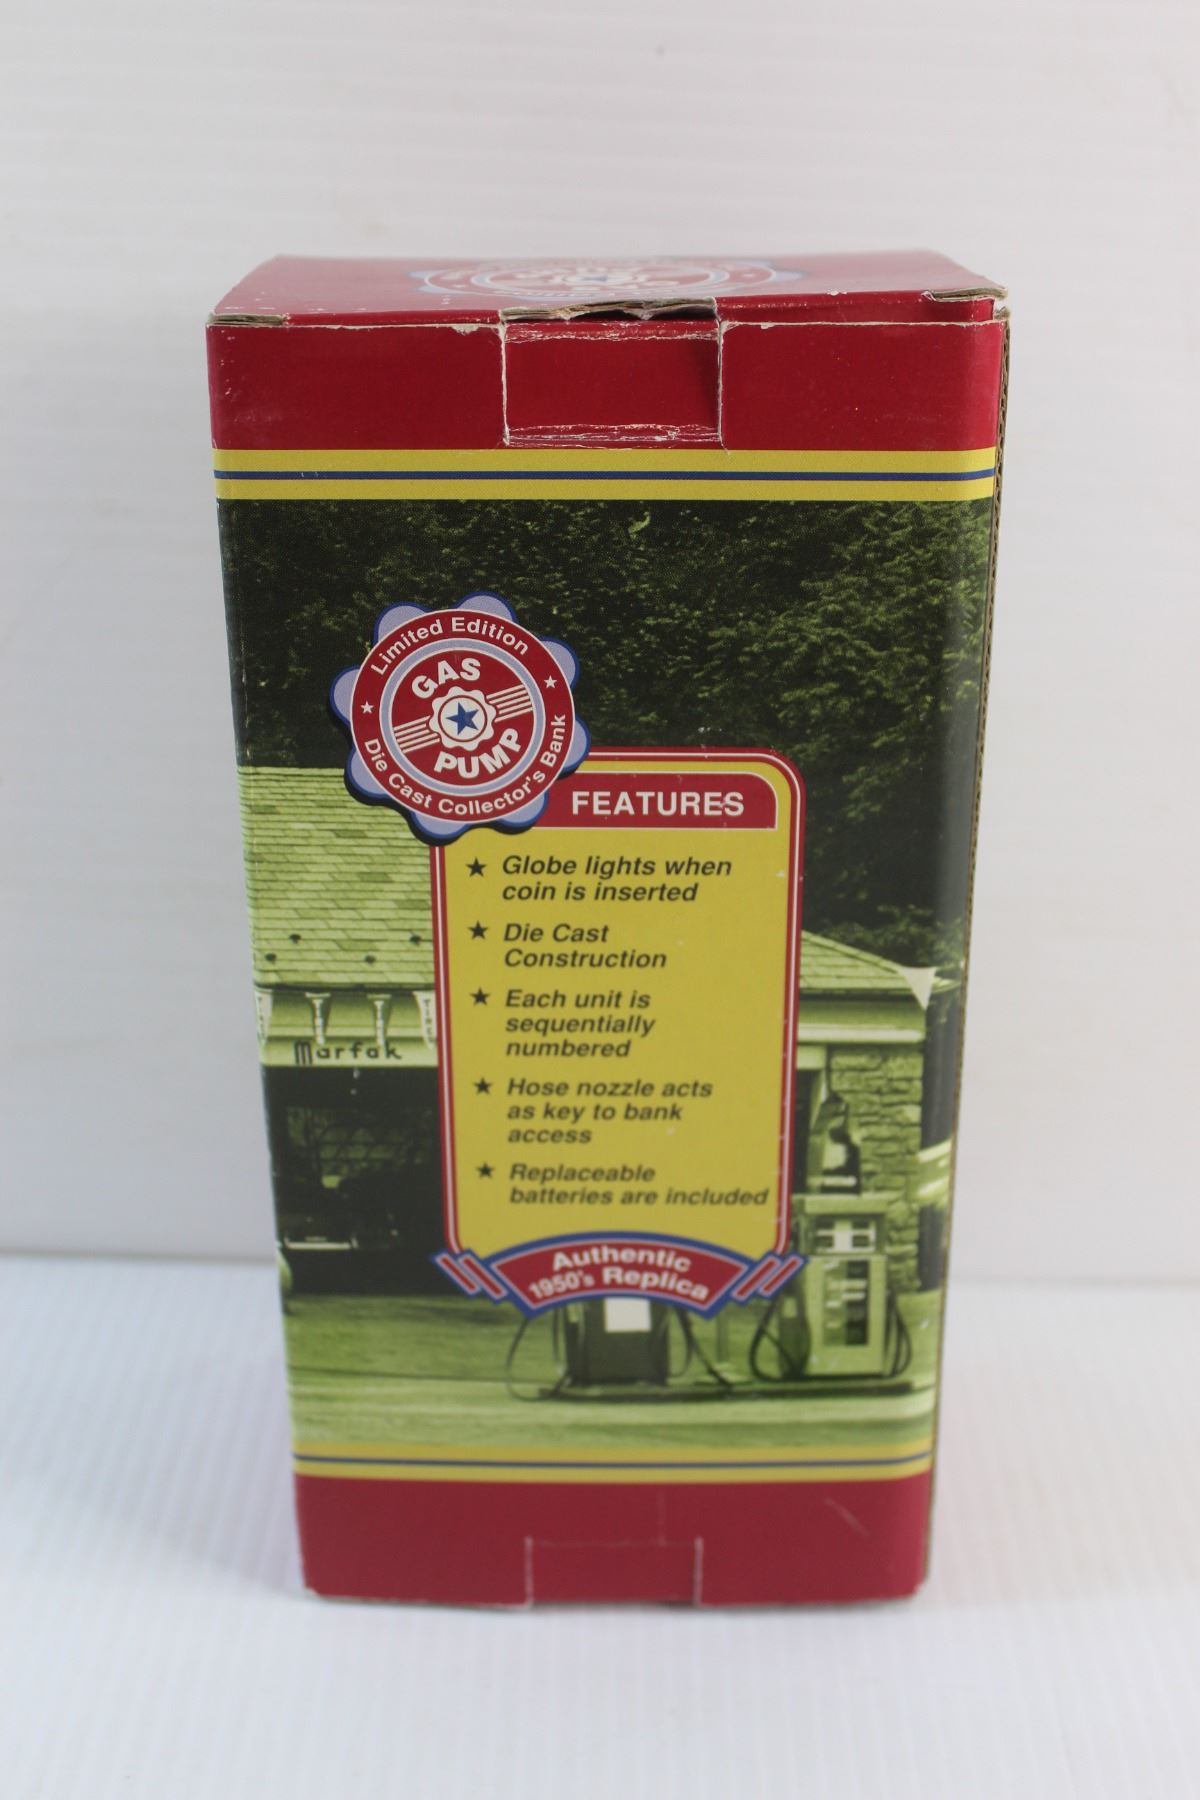 Limited Edition
GAS
PUMP
Die Cast Collector's Bank
FEATURES
Globe lights when
coin is inserted
Die Cast
Construction
Each unit is
sequentially
numbered
Hose nozzle acts
as key to bank
access
Replaceable
batteries are included
Authentic
1950's Replica
Marfak